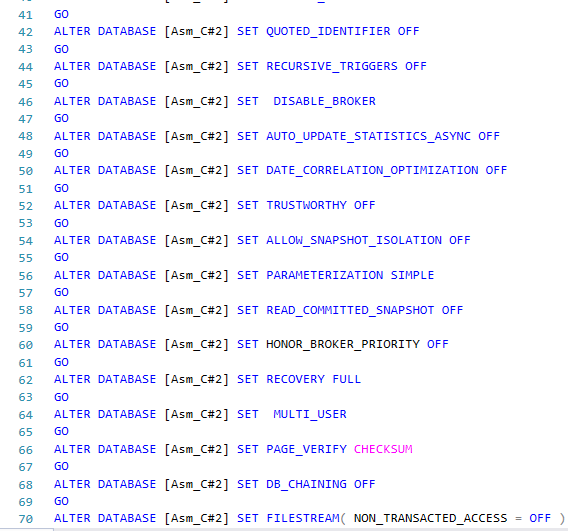 41 GO
42 ALTER DATABASE [Asm_C#2] SET QUOTED_IDENTIFIER OFF
43 GO
44 ALTER DATABASE [Asm_C#2] SET RECURSIVE_TRIGGERS OFF
45 GO
46 ALTER DATABASE [Asm_C#2] SET  DISABLE_BROKER
47 GO
48 ALTER DATABASE [Asm_C#2] SET AUTO_UPDATE_STATISTICS_ASYNC OFF
49 GO
50 ALTER DATABASE [Asm_C#2] SET DATE_CORRELATION_OPTIMIZATION OFF
51 GO
52 ALTER DATABASE [Asm_C#2] SET TRUSTWORTHY OFF
53 GO
54 ALTER DATABASE [Asm_C#2] SET ALLOW_SNAPSHOT_ISOLATION OFF
55 GO
56 ALTER DATABASE [Asm_C#2] SET PARAMETERIZATION SIMPLE
57 GO
58 ALTER DATABASE [Asm_C#2] SET READ_COMMITTED_SNAPSHOT OFF
59 GO
60 ALTER DATABASE [Asm_C#2] SET HONOR_BROKER_PRIORITY OFF
61 GO
62 ALTER DATABASE [Asm_C#2] SET RECOVERY FULL
63 GO
64 ALTER DATABASE [Asm_C#2] SET  MULTI_USER
65 GO
66 ALTER DATABASE [Asm_C#2] SET PAGE_VERIFY CHECKSUM
67 GO
68 ALTER DATABASE [Asm_C#2] SET DB_CHAINING OFF
69 GO
70 ALTER DATABASE [Asm_C#2] SET FILESTREAM( NON_TRANSACTED_ACCESS = OFF )